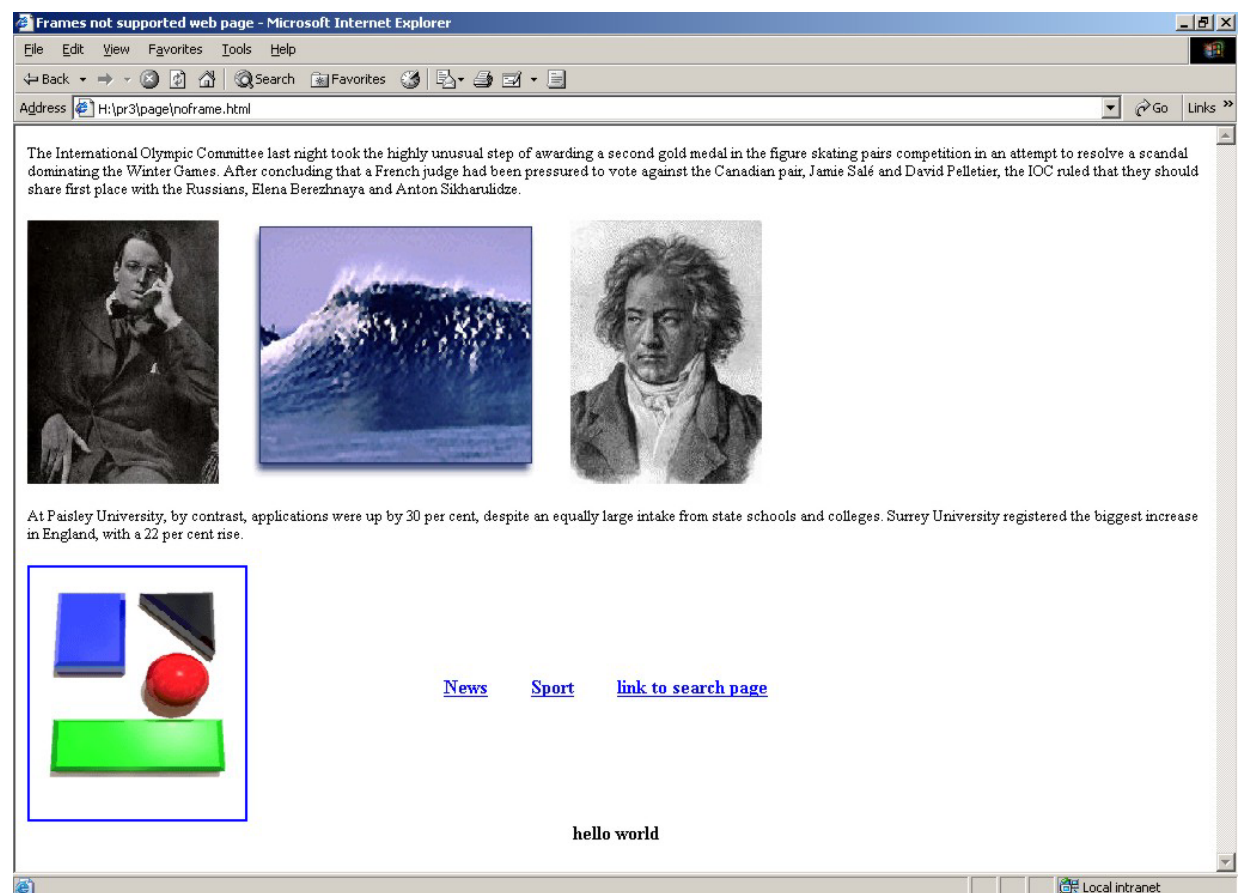 Frames not supported web page - Microsoft Internet Explorer
File Edit View Favorites Tools Help
Back Search Favorites
Address H:\pr3\page\noframe.html Go Links »
The International Olympic Committee last night took the highly unusual step of awarding a second gold medal in the figure skating pairs competition in an attempt to resolve a scandal
dominating the Winter Games. After concluding that a French judge had been pressured to vote against the Canadian pair, Jamie Salé and David Pelletier, the IOC ruled that they should
share first place with the Russians, Elena Berezhnaya and Anton Sikharulidze.
At Paisley University, by contrast, applications were up by 30 per cent, despite an equally large intake from state schools and colleges. Surrey University registered the biggest increase
in England, with a 22 per cent rise.
News Sport link to search page
hello world
Local intranet